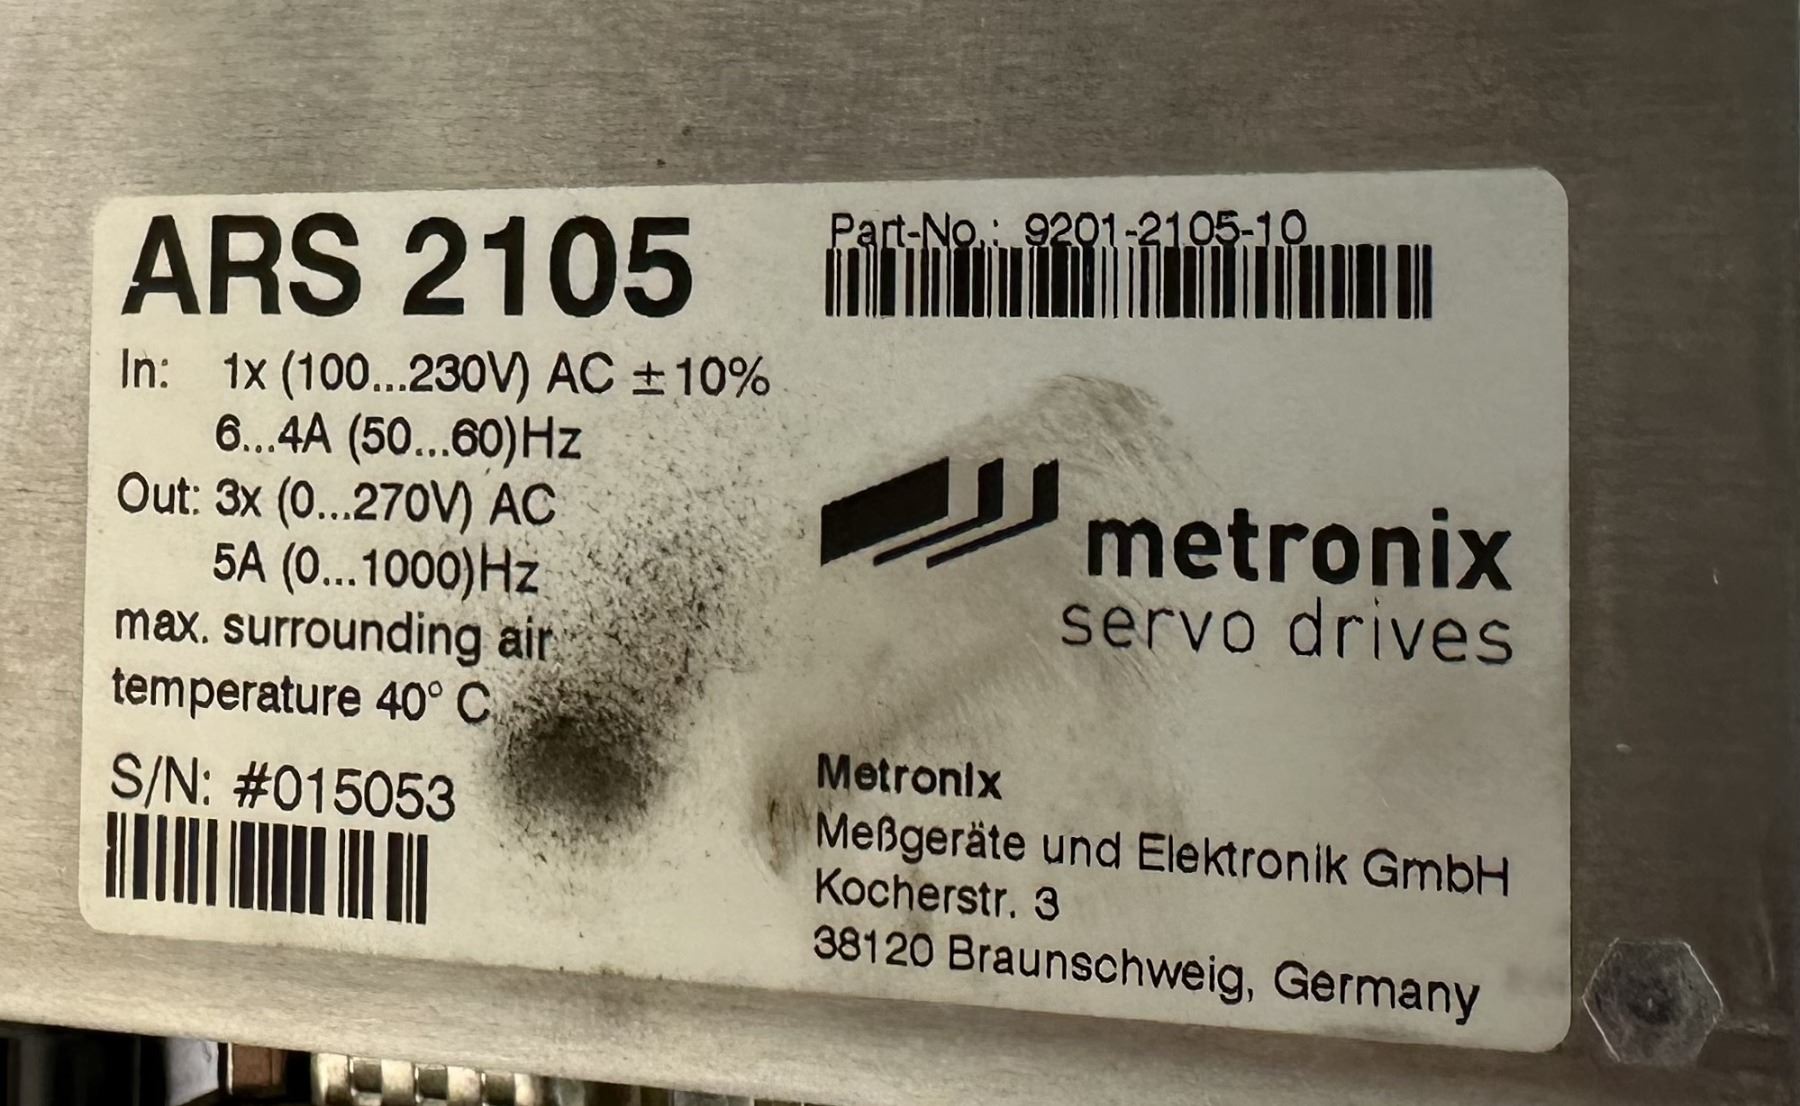 ARS 2105
Part-No.: 9201-2105-10
In: 1x (100...230V) AC ±10%
6...4A (50...60)Hz
Out: 3x (0...270V) AC
5A (0...1000)Hz
max. surrounding air
temperature 40° C
S/N: #015053
metronix
servo drives
Metronix
Meßgeräte und Elektronik GmbH
Kocherstr. 3
38120 Braunschweig, Germany